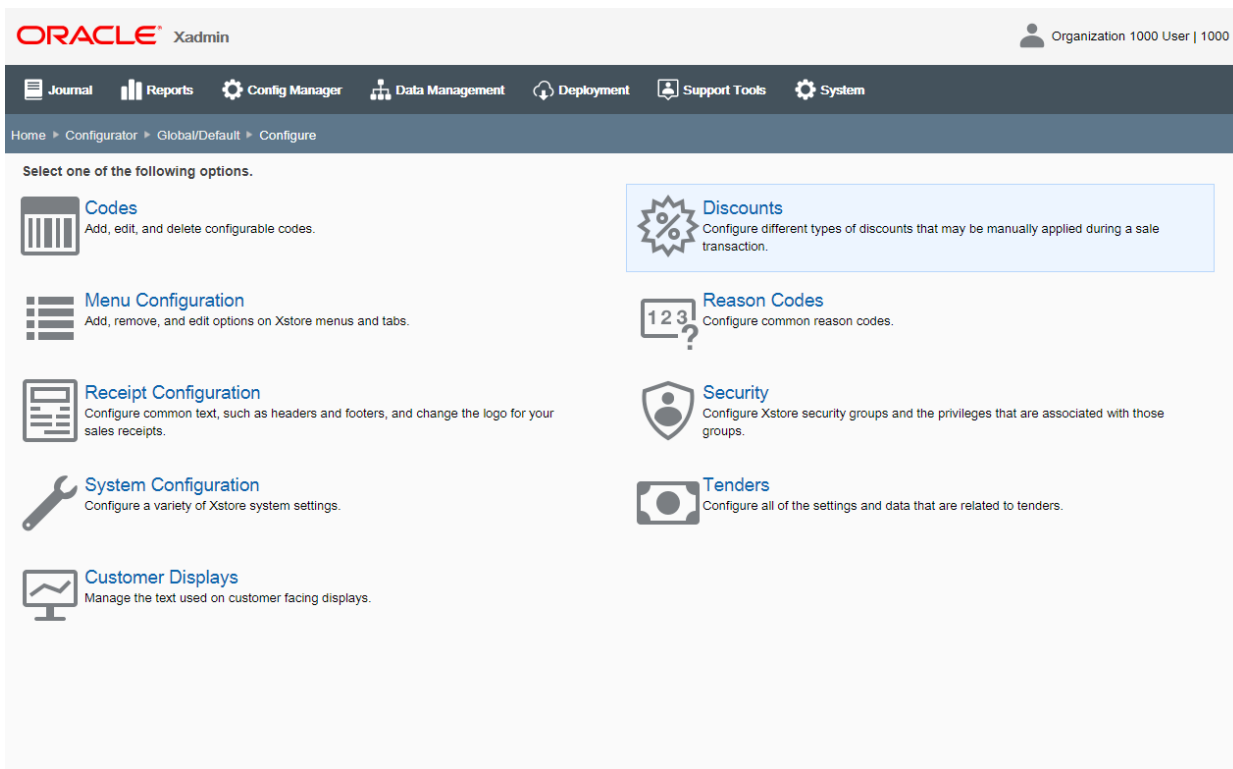 ORACLE® Xadmin
Organization 1000 User | 1000
Journal Reports Config Manager Data Management Deployment Support Tools System
Home ▸ Configurator ▸ Global/Default ▸ Configure
Select one of the following options.
Codes
Add, edit, and delete configurable codes.
Discounts
Configure different types of discounts that may be manually applied during a sale
transaction.
Menu Configuration
Add, remove, and edit options on Xstore menus and tabs.
123?
Reason Codes
Configure common reason codes.
Receipt Configuration
Configure common text, such as headers and footers, and change the logo for your
sales receipts.
Security
Configure Xstore security groups and the privileges that are associated with those
groups.
System Configuration
Configure a variety of Xstore system settings.
Tenders
Configure all of the settings and data that are related to tenders.
Customer Displays
Manage the text used on customer facing displays.